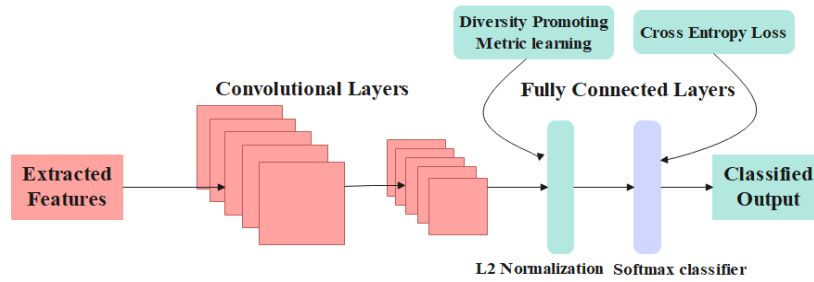 Diversity Promoting
Metric learning
Cross Entropy Loss
Convolutional Layers
Fully Connected Layers
Extracted
Features
Classified
Output
L2 Normalization
Softmax classifier